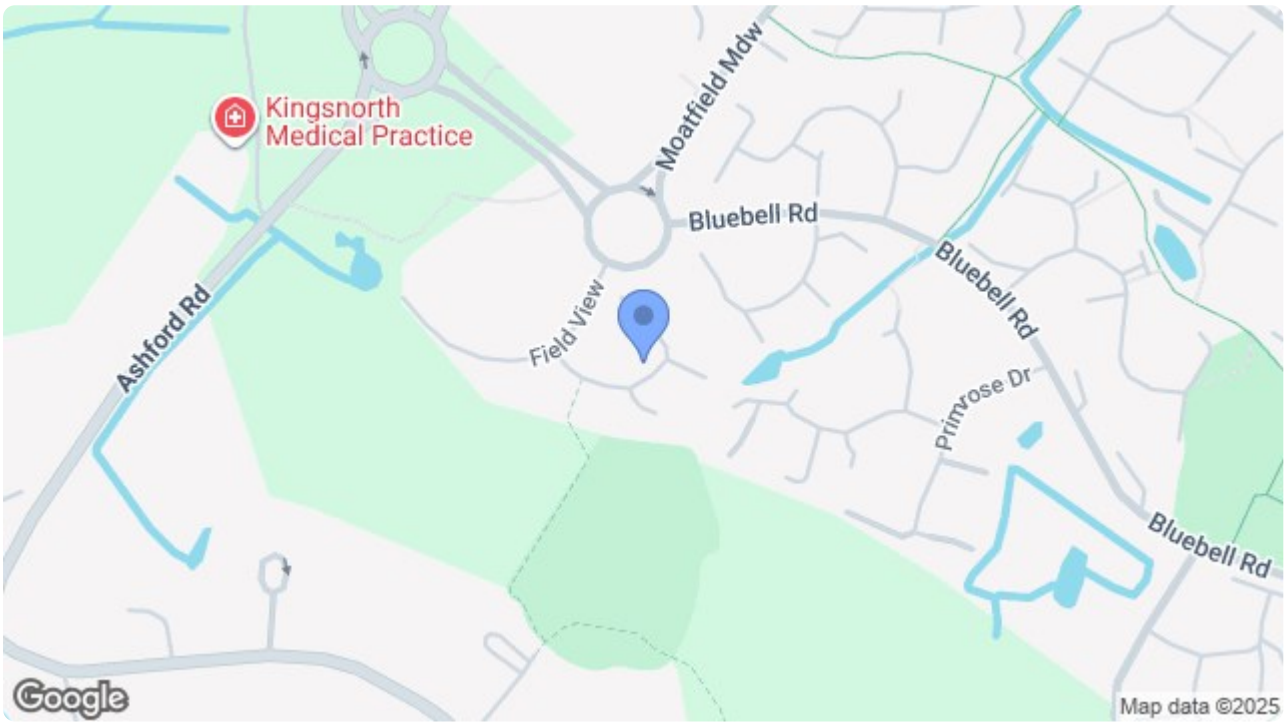 Kingsnorth
Medical Practice
Moatfield Mdw
Bluebell Rd
Bluebell Rd
Ashford Rd
Field View
Primrose Dr
Bluebell Rd
Google
Map data ©2025